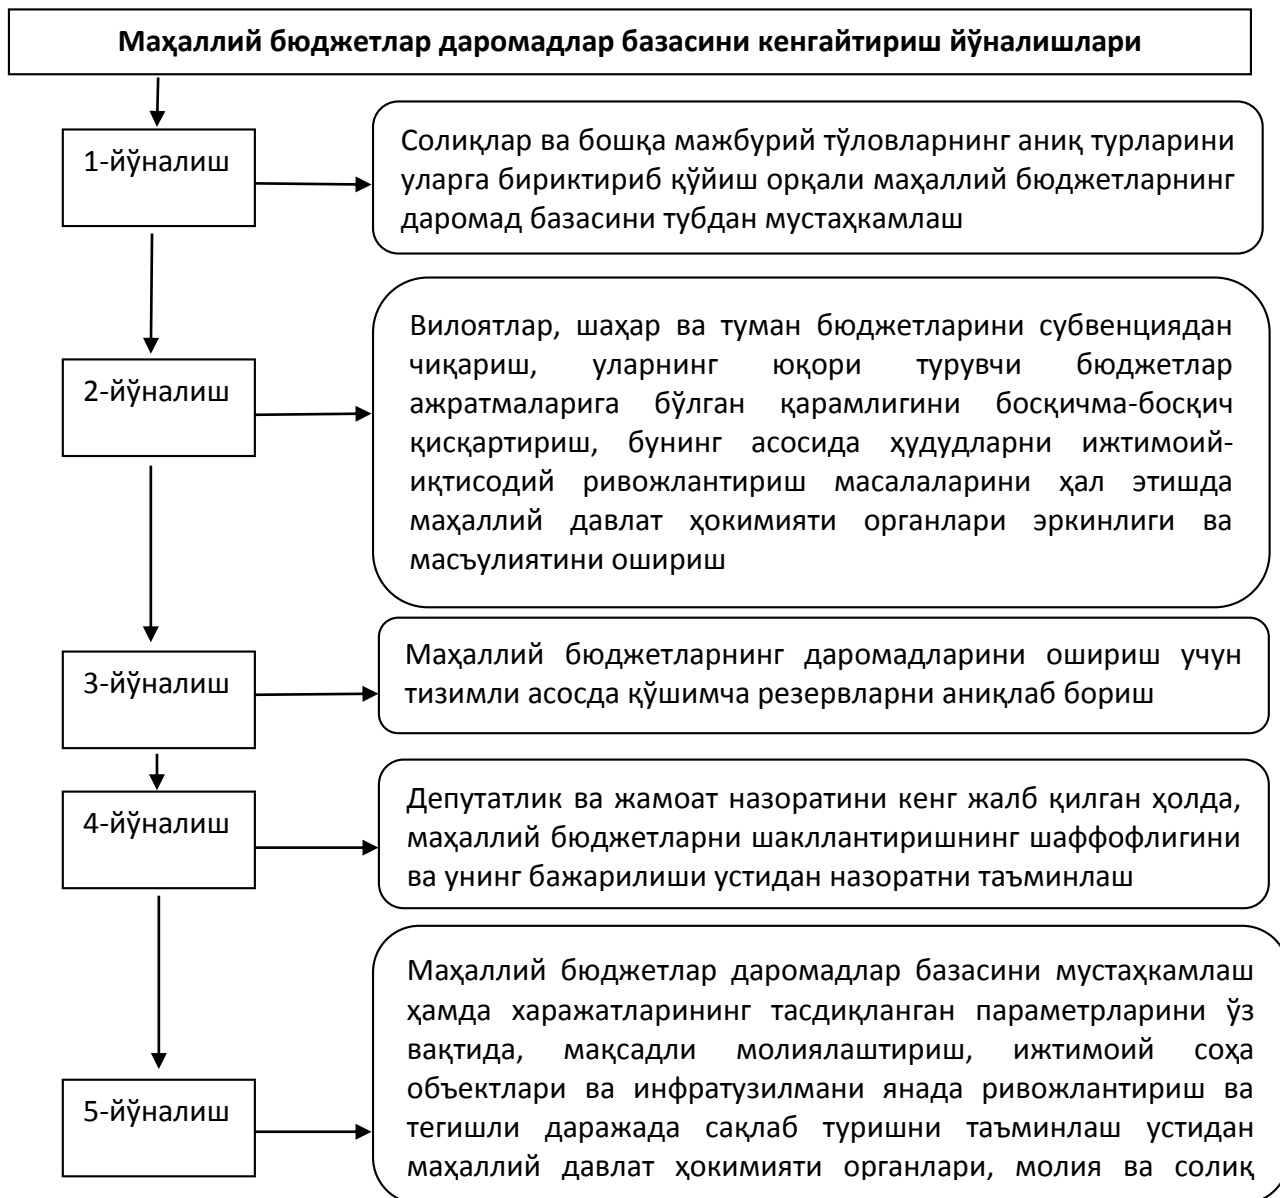 Маҳаллий бюджетлар даромадлар базасини кенгайтириш йўналишлари
1-йўналиш
Солиқлар ва бошқа мажбурий тўловларнинг аниқ турларини
уларга бириктириб қўйиш орқали маҳаллий бюджетларнинг
даромад базасини тубдан мустаҳкамлаш
2-йўналиш
Вилоятлар, шаҳар ва туман бюджетларини субвенциядан
чиқариш, уларнинг юқори турувчи бюджетлар
ажратмаларига бўлган қарамлигини босқичма-босқич
қисқартириш, бунинг асосида ҳудудларни ижтимоий-
иқтисодий ривожлантириш масалаларини ҳал этишда
маҳаллий давлат ҳокимияти органлари эркинлиги ва
масъулиятини ошириш
3-йўналиш
Маҳаллий бюджетларнинг даромадларини ошириш учун
тизимли асосда қўшимча резервларни аниқлаб бориш
4-йўналиш
Депутатлик ва жамоат назоратини кенг жалб қилган ҳолда,
маҳаллий бюджетларни шакллантиришнинг шаффофлигини
ва унинг бажарилиши устидан назоратни таъминлаш
5-йўналиш
Маҳаллий бюджетлар даромадлар базасини мустаҳкамлаш
ҳамда харажатларининг тасдиқланган параметрларини ўз
вақтида, мақсадли молиялаштириш, ижтимоий соҳа
объектлари ва инфратузилмани янада ривожлантириш ва
тегишли даражада сақлаб туришни таъминлаш устидан
маҳаллий давлат ҳокимияти органлари, молия ва солиқ